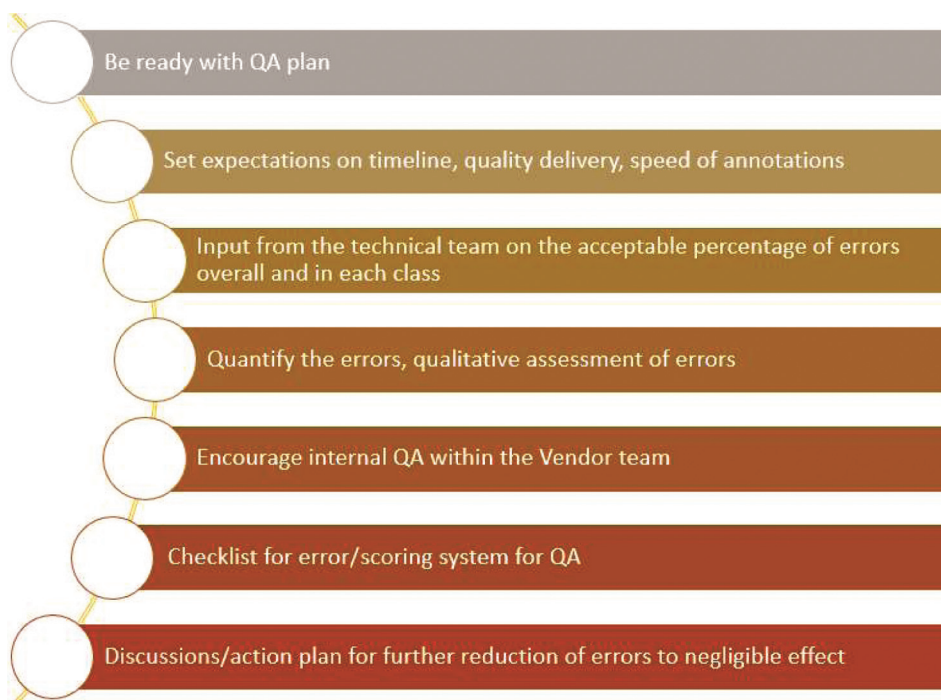 Be ready with QA plan
Set expectations on timeline, quality delivery, speed of annotations
Input from the technical team on the acceptable percentage of errors
overall and in each class
Quantify the errors, qualitative assessment of errors
Encourage internal QA within the Vendor team
Checklist for error/scoring system for QA
Discussions/action plan for further reduction of errors to negligible effect